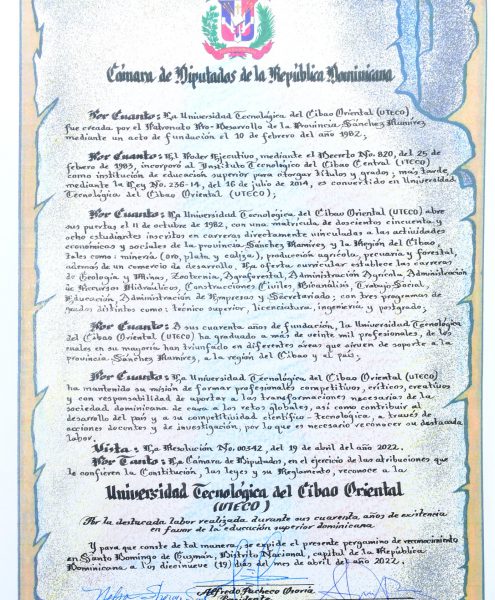 Cámara de Diputados de la República Dominicana
Por Cuanto: La Universidad Tecnológica del Cibao Oriental (UTECO)
fue creada por el Patronato Pro-Desarrollo de la Provincia Sánchez Ramírez
mediante un acto de fundación el 10 de febrero del año 1982;
Por Cuanto: El Poder Ejecutivo, mediante el Decreto No. 820, del 25 de
febero de 1983, incorporó al Instituto Tecnológico del Cibao Central (ITECO)
como institución de educación superior para otorgar títulos y grados; más tarde,
mediante la Ley No. 236-14, del 16 de julio de 2014, es convertido en Universidad
Tecnológica del Cibao Oriental (UTECO);
Por Cuanto: La Universidad Tecnológica del Cibao Oriental (UTECO) abre
sus puertas el 11 de octubre de 1982, con una matrícula de doscientos cincuenta y
ocho estudiantes inscritos en carreras directamente vinculadas a las actividades
económicas y sociales de la provincia Sánchez Ramírez y la Región del Cibao,
tales como: minería (oro, plata y caliza), producción agrícola, pecuaria y forestal,
además de un comercio de desarrollo. La oferta curricular establece las carreras
de Geología y Minas, Zootecnia, Agroforestal, Administración Agrícola, Administración
de Recursos Hidráulicos, Construcciones Civiles, Bioanálisis, Trabajo Social,
Educación, Administración de Empresas y Secretariado; con tres programas de
grados distintos como: técnico superior, licenciatura, ingeniería y postgrado,
Por Cuanto: A sus cuarenta años de fundación, la Universidad Tecnológica
del Cibao Oriental (UTECO) ha graduado a más de veinte mil profesionales, de los
cuales en su mayoría han triunfado en diferentes áreas que sirven de soporte a la
provincia Sánchez Ramírez, a la región del Cibao y al país;
Por Cuanto: La Universidad Tecnológica del Cibao Oriental (UTECO)
ha mantenido su misión de formar profesionales competitivos, críticos, creativos
y con responsabilidad de aportar a las transformaciones necesarias de la
sociedad dominicana de cara a los retos globales, así como contribuir al
desarrollo del país y a su competitividad científico-tecnológica, a través de
acciones docentes y de investigación, por lo que es necesario reconocer su destacada
labor.
Vista: La Resolución No. 00342, del 19 de abril del año 2022.
Por Tanto: La Cámara de Diputados, en el ejercicio de las atribuciones que
le confieren la Constitución, las leyes y su Reglamento, reconoce a la
Universidad Tecnológica del Cibao Oriental
(UTECO)
Por la destacada labor realizada durante sus cuarenta años de existencia
en favor de la educación superior dominicana
Y para que conste de tal manera, se expide el presente pergamino de reconocimiento
en Santo Domingo de Guzmán, Distrito Nacional, capital de la República
Dominicana a los diecinueve (19) días del mes de abril del año 2022.
Alfredo Pacheco Osoria
Presidente